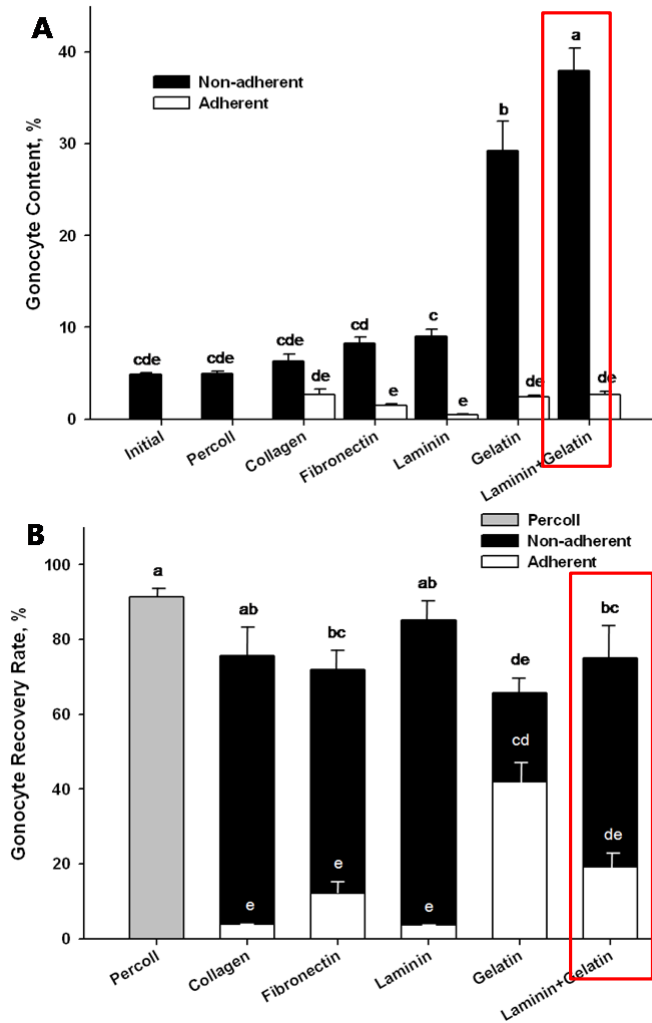 A
Gonocyte Content, %
40
30
20
10
0
Non-adherent
Adherent
cde
cde
cde
de
cd
e
c
e
b
de
a
de
Initial
Percoll
Collagen
Fibronectin
Laminin
Gelatin
Laminin+Gelatin
B
Gonocyte Recovery Rate, %
100
80
60
40
20
0
Percoll
Non-adherent
Adherent
a
ab
e
bc
e
ab
e
de
cd
bc
de
Percoll
Collagen
Fibronectin
Laminin
Gelatin
Laminin+Gelatin